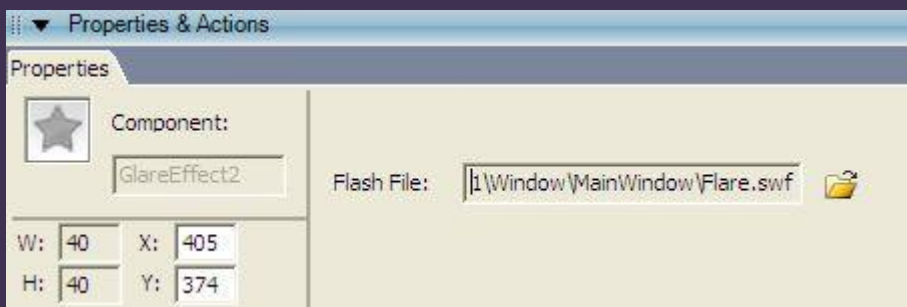 Properties & Actions
Properties
Component:
GlareEffect2
Flash File: 1\Window\MainWindow\Flare.swf
W: 40 X: 405
H: 40 Y: 374